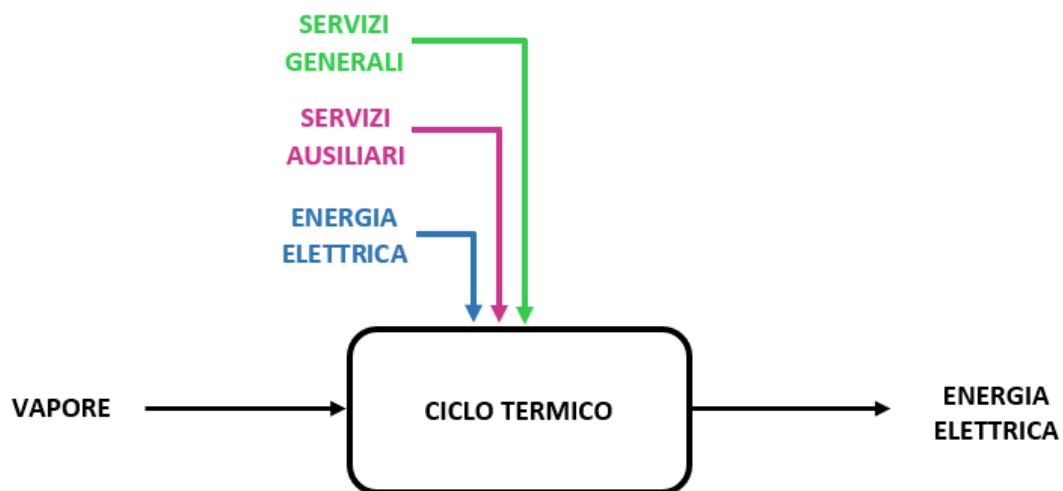 SERVIZI
GENERALI
SERVIZI
AUSILIARI
ENERGIA
ELETTRICA
VAPORE
CICLO TERMICO
ENERGIA
ELETTRICA